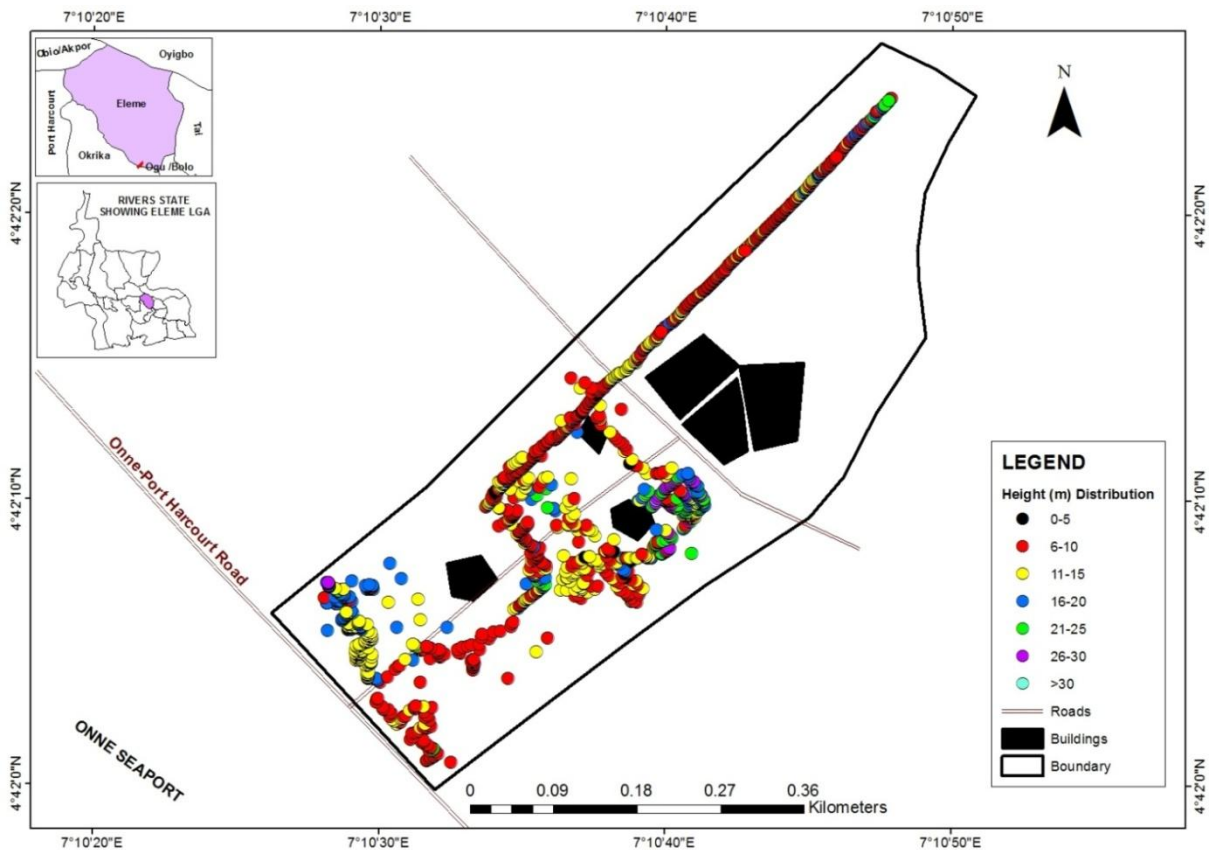 7°10'20"E
7°10'30"E
7°10'40"E
7°10'50"E
Obio/Akpor
Oyigbo
Port Harcourt
Eleme
Tai
Okrika
Ogu /Bolo
RIVERS STATE
SHOWING ELEME LGA
N
4°42'20"N
4°42'20"N
4°42'10"N
4°42'10"N
4°42'0"N
4°42'0"N
Onne-Port Harcourt Road
ONNE SEAPORT
LEGEND
Height (m) Distribution
0-5
6-10
11-15
16-20
21-25
26-30
>30
Roads
Buildings
Boundary
0 0.09 0.18 0.27 0.36
Kilometers
7°10'20"E
7°10'30"E
7°10'40"E
7°10'50"E